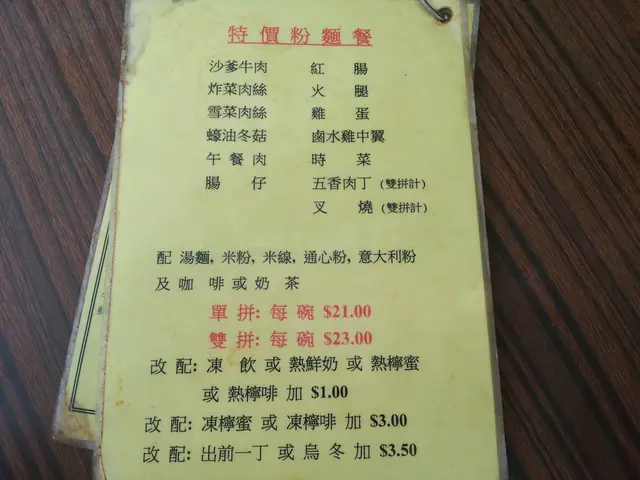 特價粉麵餐
沙爹牛肉 紅腸
炸菜肉絲 火腿
雪菜肉絲 雞蛋
蠔油冬菇 鹵水雞中翼
午餐肉 時菜
腸仔 五香肉丁 (雙拼計)
叉燒 (雙拼計)
配 湯麵, 米粉, 米線, 通心粉, 意大利粉
及咖啡或奶茶
單拼: 每碗 $21.00
雙拼: 每碗 $23.00
改配: 凍飲 或 熱鮮奶 或 熱檸蜜
或 熱檸啡 加 $1.00
改配: 凍檸蜜 或 凍檸啡 加 $3.00
改配: 出前一丁 或 烏冬 加 $3.50